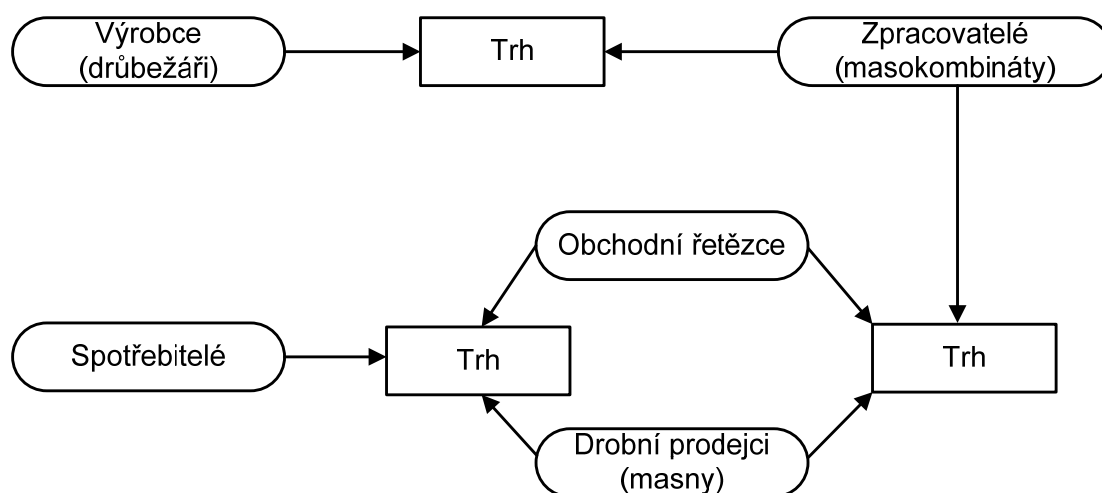 Výrobce
(drůbežáři)
Trh
Zpracovatelé
(masokombináty)
Obchodní řetězce
Spotřebitelé
Trh
Trh
Drobní prodejci
(masny)